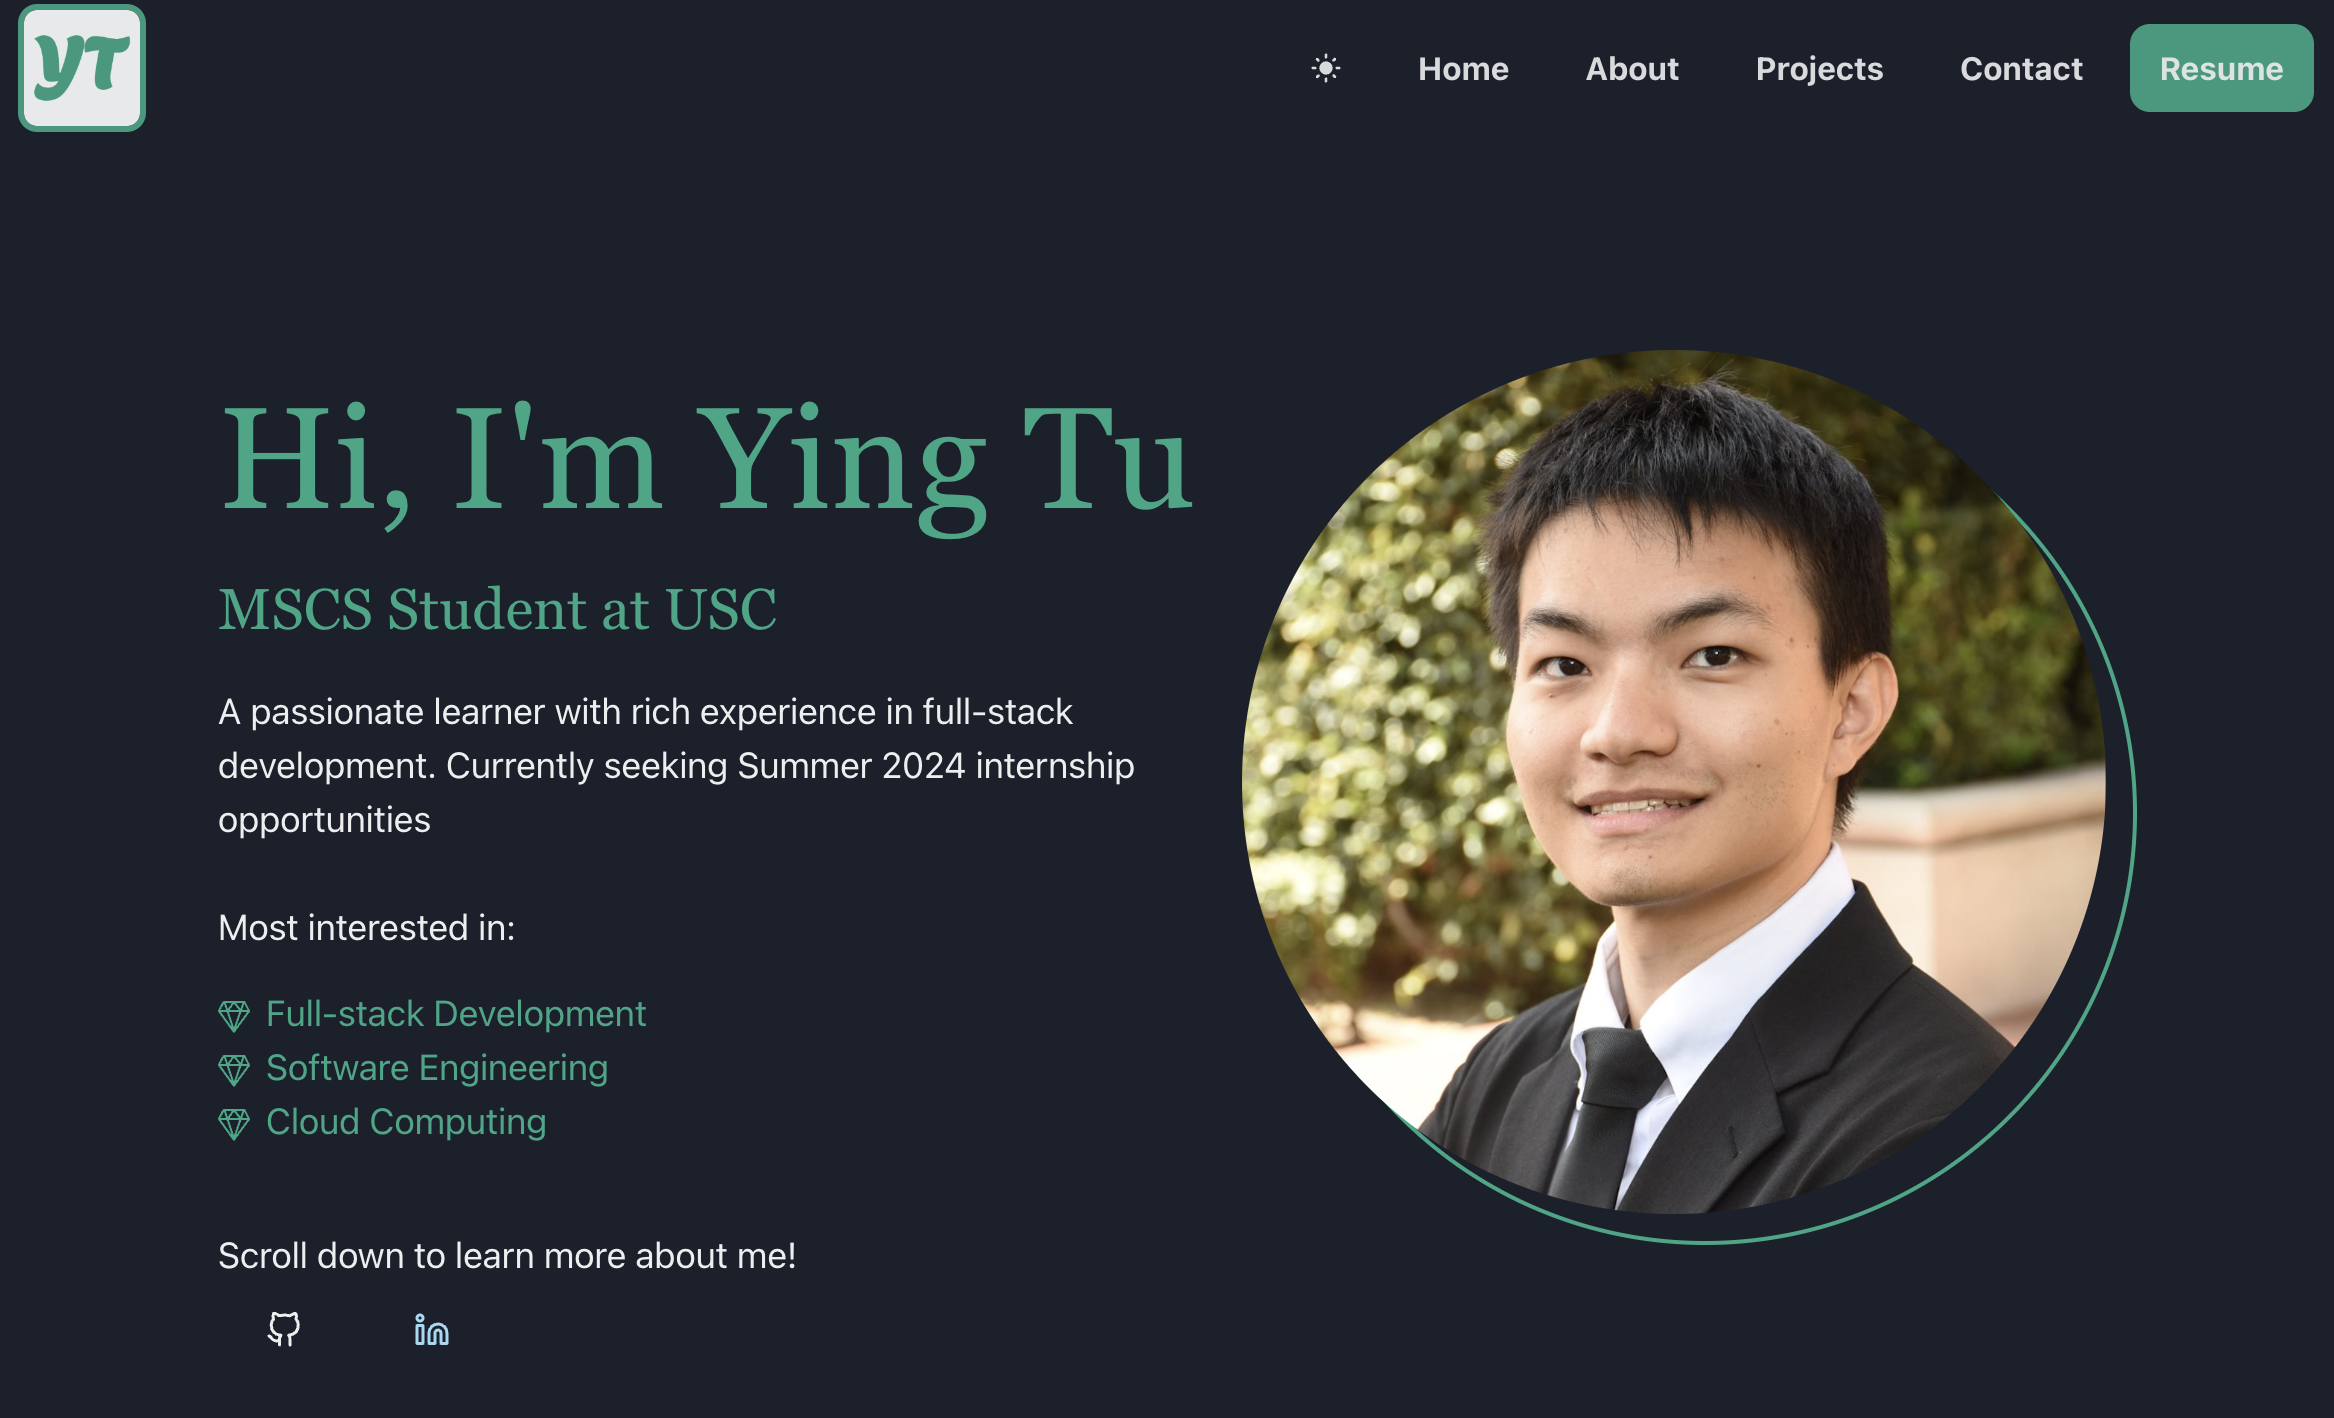 YT
Home About Projects Contact Resume
Hi, I'm Ying Tu
MSCS Student at USC
A passionate learner with rich experience in full-stack
development. Currently seeking Summer 2024 internship
opportunities
Most interested in:
Full-stack Development
Software Engineering
Cloud Computing
Scroll down to learn more about me!
in